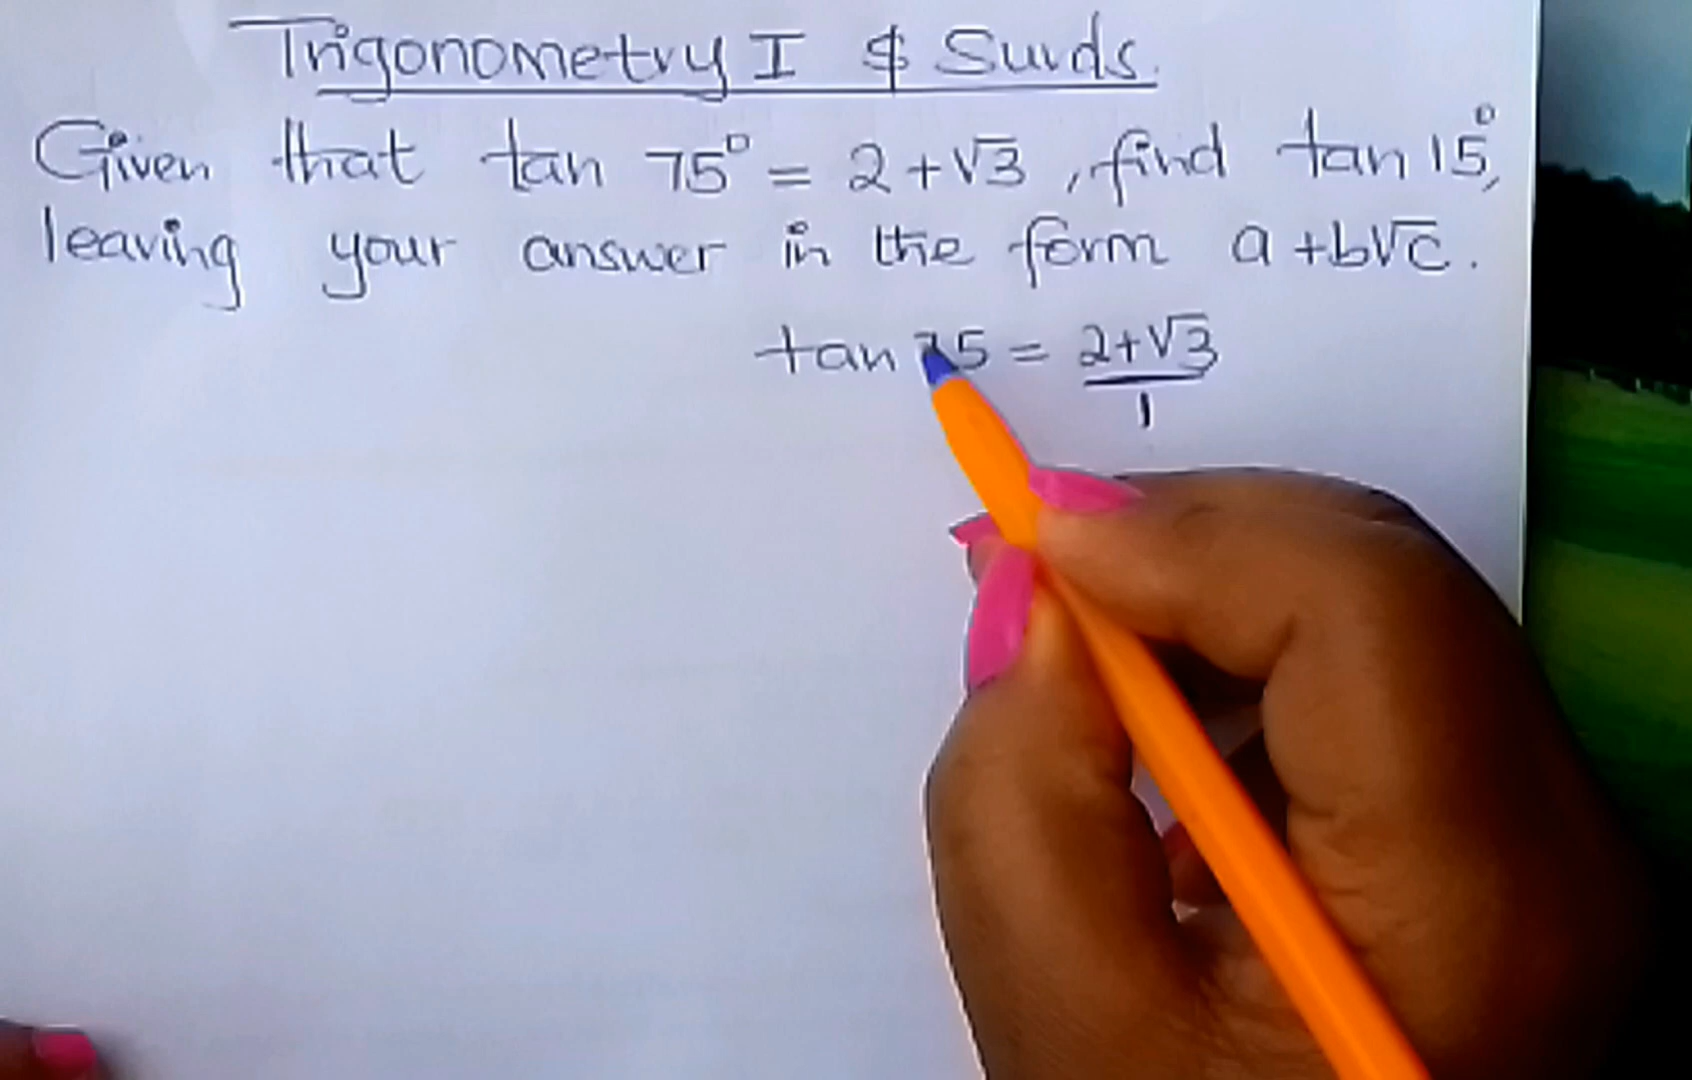 Trigonometry I & Surds.
Given that tan 75° = 2+√3, find tan 15°,
leaving your answer in the form a+b√c.
tan 75 = 2+√3
1